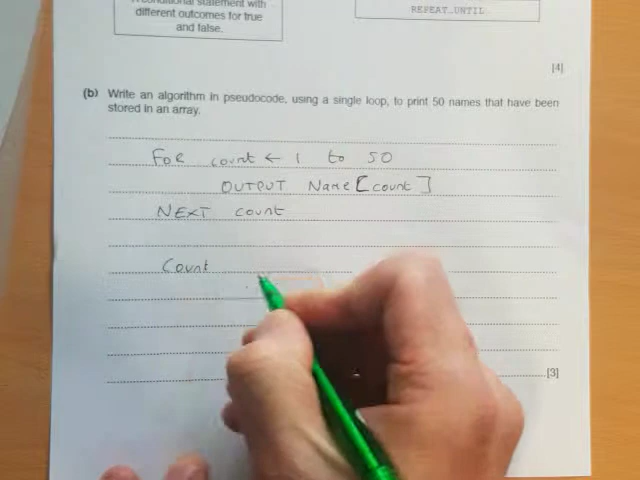 A conditional statement with
different outcomes for true
and false.
REPEAT…UNTIL
[4]
(b) Write an algorithm in pseudocode, using a single loop, to print 50 names that have been
stored in an array.
FOR count ← 1 to 50
OUTPUT Name[count]
NEXT count
Count
[3]